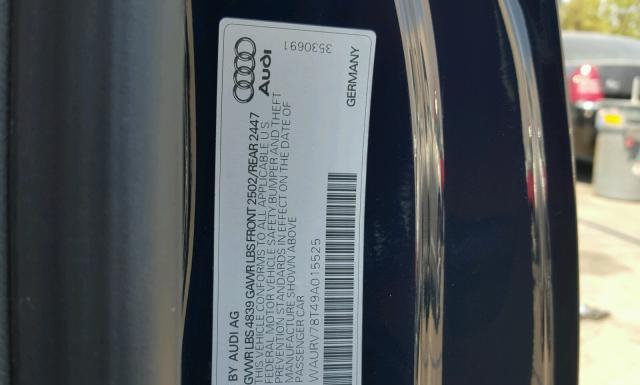 3530691
Audi
GERMANY
BY AUDI AG
GVWR LBS 4839 GAWR LBS FRONT 2502/REAR 2447
THIS VEHICLE CONFORMS TO ALL APPLICABLE U.S.
FEDERAL MOTOR VEHICLE SAFETY BUMPER AND THEFT
PREVENTION STANDARDS IN EFFECT ON THE DATE OF
MANUFACTURE SHOWN ABOVE
PASSENGER CAR
WAURV78T49A015525